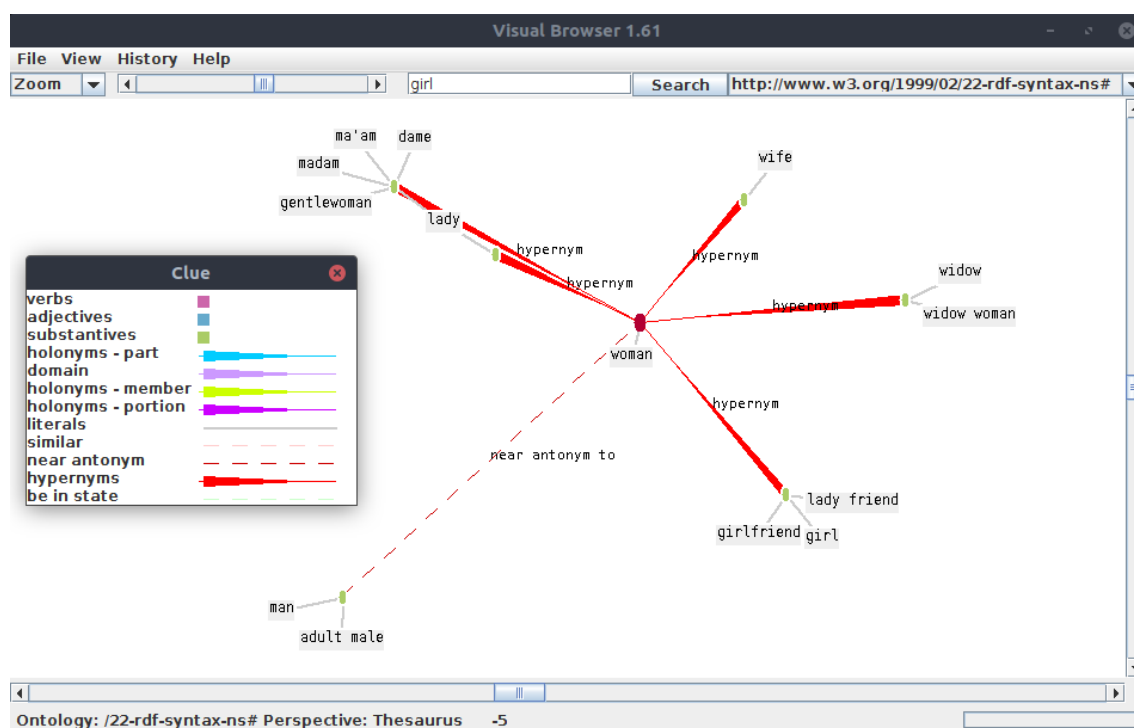 Visual Browser 1.61
File View History Help
Zoom
girl
Search
http://www.w3.org/1999/02/22-rdf-syntax-ns#
ma'am
dame
madam
gentlewoman
lady
hypernym
hypernym
wife
hypernym
widow
widow woman
hypernym
woman
hypernym
near antonym to
lady friend
girlfriend
girl
man
adult male
Clue
verbs
adjectives
substantives
holonyms - part
domain
holonyms - member
holonyms - portion
literals
similar
near antonym
hypernyms
be in state
Ontology: /22-rdf-syntax-ns# Perspective: Thesaurus -5